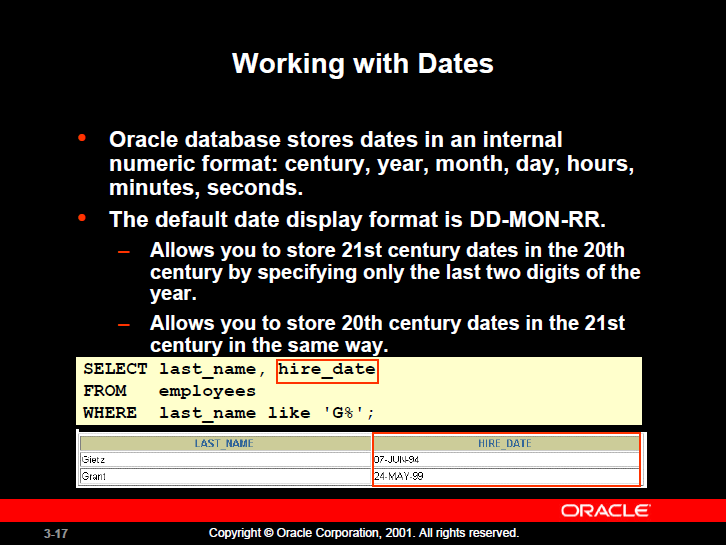 Working with Dates
• Oracle database stores dates in an internal
numeric format: century, year, month, day, hours,
minutes, seconds.
• The default date display format is DD-MON-RR.
– Allows you to store 21st century dates in the 20th
century by specifying only the last two digits of the
year.
– Allows you to store 20th century dates in the 21st
century in the same way.
SELECT last_name, hire_date
FROM employees
WHERE last_name like 'G%';
LAST_NAME HIRE_DATE
Gietz 07-JUN-94
Grant 24-MAY-99
ORACLE
3-17 Copyright © Oracle Corporation, 2001. All rights reserved.